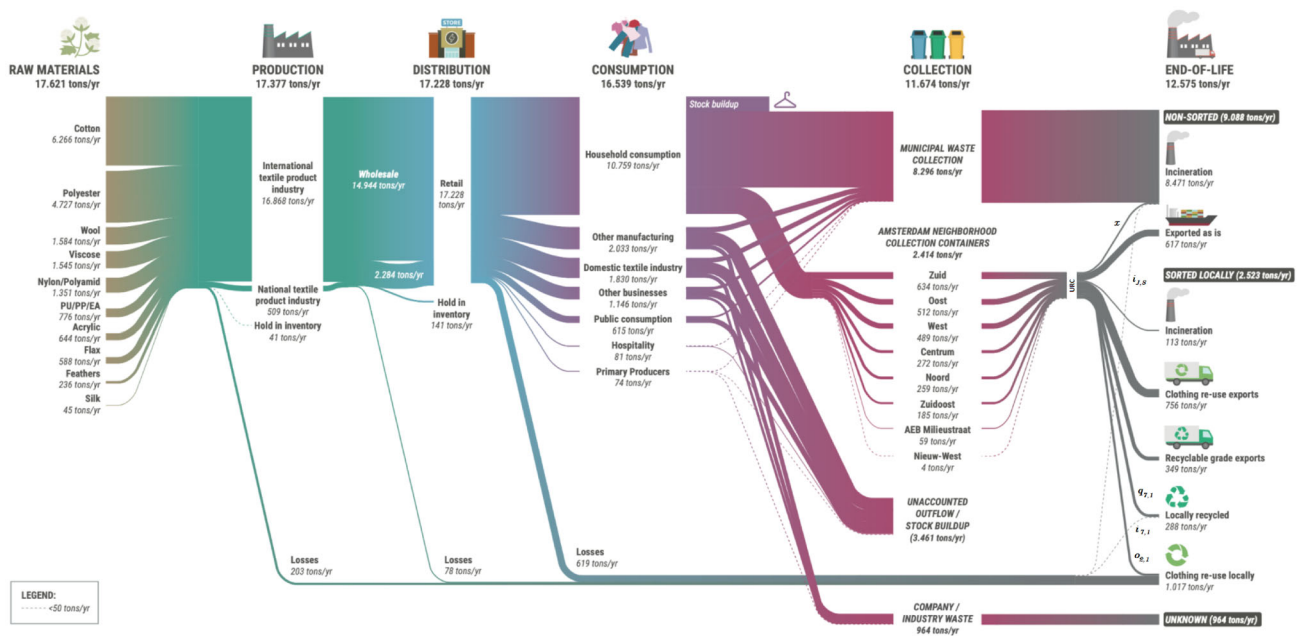 STORE
RAW MATERIALS
17.621 tons/yr
PRODUCTION
17.377 tons/yr
DISTRIBUTION
17.228 tons/yr
CONSUMPTION
16.539 tons/yr
COLLECTION
11.674 tons/yr
END-OF-LIFE
12.575 tons/yr
Cotton
6.266 tons/yr
Polyester
4.727 tons/yr
Wool
1.584 tons/yr
Viscose
1.545 tons/yr
Nylon/Polyamid
1.351 tons/yr
PU/PP/EA
776 tons/yr
Acrylic
644 tons/yr
Flax
588 tons/yr
Feathers
236 tons/yr
Silk
45 tons/yr
International
textile product
industry
16.868 tons/yr
National textile
product industry
509 tons/yr
Hold in inventory
41 tons/yr
Losses
203 tons/yr
Wholesale
14.944 tons/yr
2.284 tons/yr
Retail
17.228
tons/yr
Hold in
inventory
141 tons/yr
Losses
78 tons/yr
Stock buildup
Household consumption
10.759 tons/yr
Other manufacturing
2.033 tons/yr
Domestic textile industry
1.830 tons/yr
Other businesses
1.146 tons/yr
Public consumption
615 tons/yr
Hospitality
81 tons/yr
Primary Producers
74 tons/yr
Losses
619 tons/yr
MUNICIPAL WASTE
COLLECTION
8.296 tons/yr
AMSTERDAM NEIGHBORHOOD
COLLECTION CONTAINERS
2.414 tons/yr
Zuid
634 tons/yr
Oost
512 tons/yr
West
489 tons/yr
Centrum
272 tons/yr
Noord
259 tons/yr
Zuidoost
185 tons/yr
AEB Milieustraat
59 tons/yr
Nieuw-West
4 tons/yr
UNACCOUNTED
OUTFLOW /
STOCK BUILDUP
(3.461 tons/yr)
COMPANY /
INDUSTRY WASTE
964 tons/yr
URC
NON-SORTED (9.088 tons/yr)
Incineration
8.471 tons/yr
x
Exported as is
617 tons/yr
i_{J,S}
SORTED LOCALLY (2.523 tons/yr)
Incineration
113 tons/yr
Clothing re-use exports
756 tons/yr
Recyclable grade exports
349 tons/yr
q_{T,1}
Locally recycled
288 tons/yr
i_{T,1}
o_{R,1}
Clothing re-use locally
1.017 tons/yr
UNKNOWN (964 tons/yr)
LEGEND:
<50 tons/yr